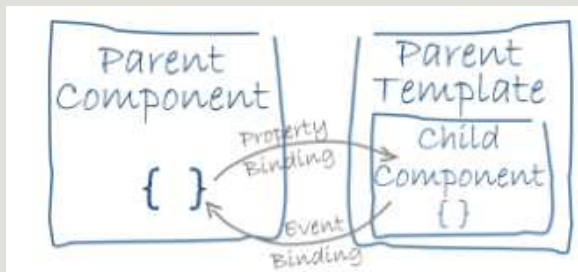 Parent
Component
{ }
Property
Binding
Event
Binding
Parent
Template
Child
Component
{ }